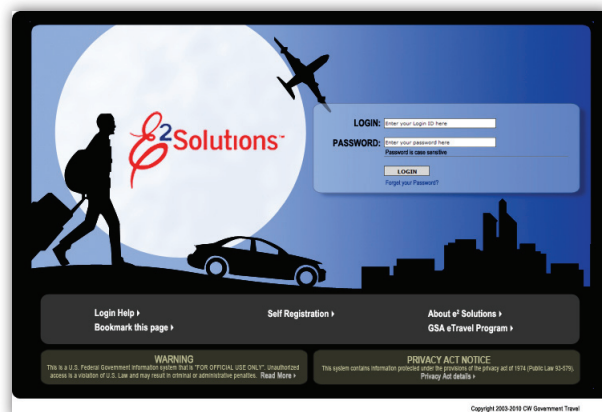 e2Solutions™
LOGIN: Enter your Login ID here
PASSWORD: Enter your password here
Password is case sensitive
LOGIN
Forgot your Password?
Login Help ›
Self Registration ›
About e² Solutions ›
Bookmark this page ›
GSA eTravel Program ›
WARNING
This is a U.S. Federal Government information system that is "FOR OFFICIAL USE ONLY". Unauthorized
access is a violation of U.S. Law and may result in criminal or administrative penalties. Read More ›
PRIVACY ACT NOTICE
This system contains information protected under the provisions of the privacy act of 1974 (Public Law 93-579).
Privacy Act details ›
Copyright 2003-2010 CW Government Travel